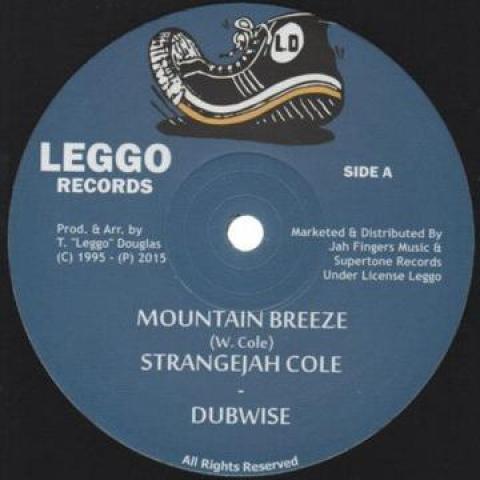 LD
LEGGO
RECORDS
SIDE A
Prod. & Arr. by
T. "Leggo" Douglas
(C) 1995 - (P) 2015
Marketed & Distributed By
Jah Fingers Music &
Supertone Records
Under License Leggo
MOUNTAIN BREEZE
(W. Cole)
STRANGEJAH COLE
-
DUBWISE
All Rights Reserved